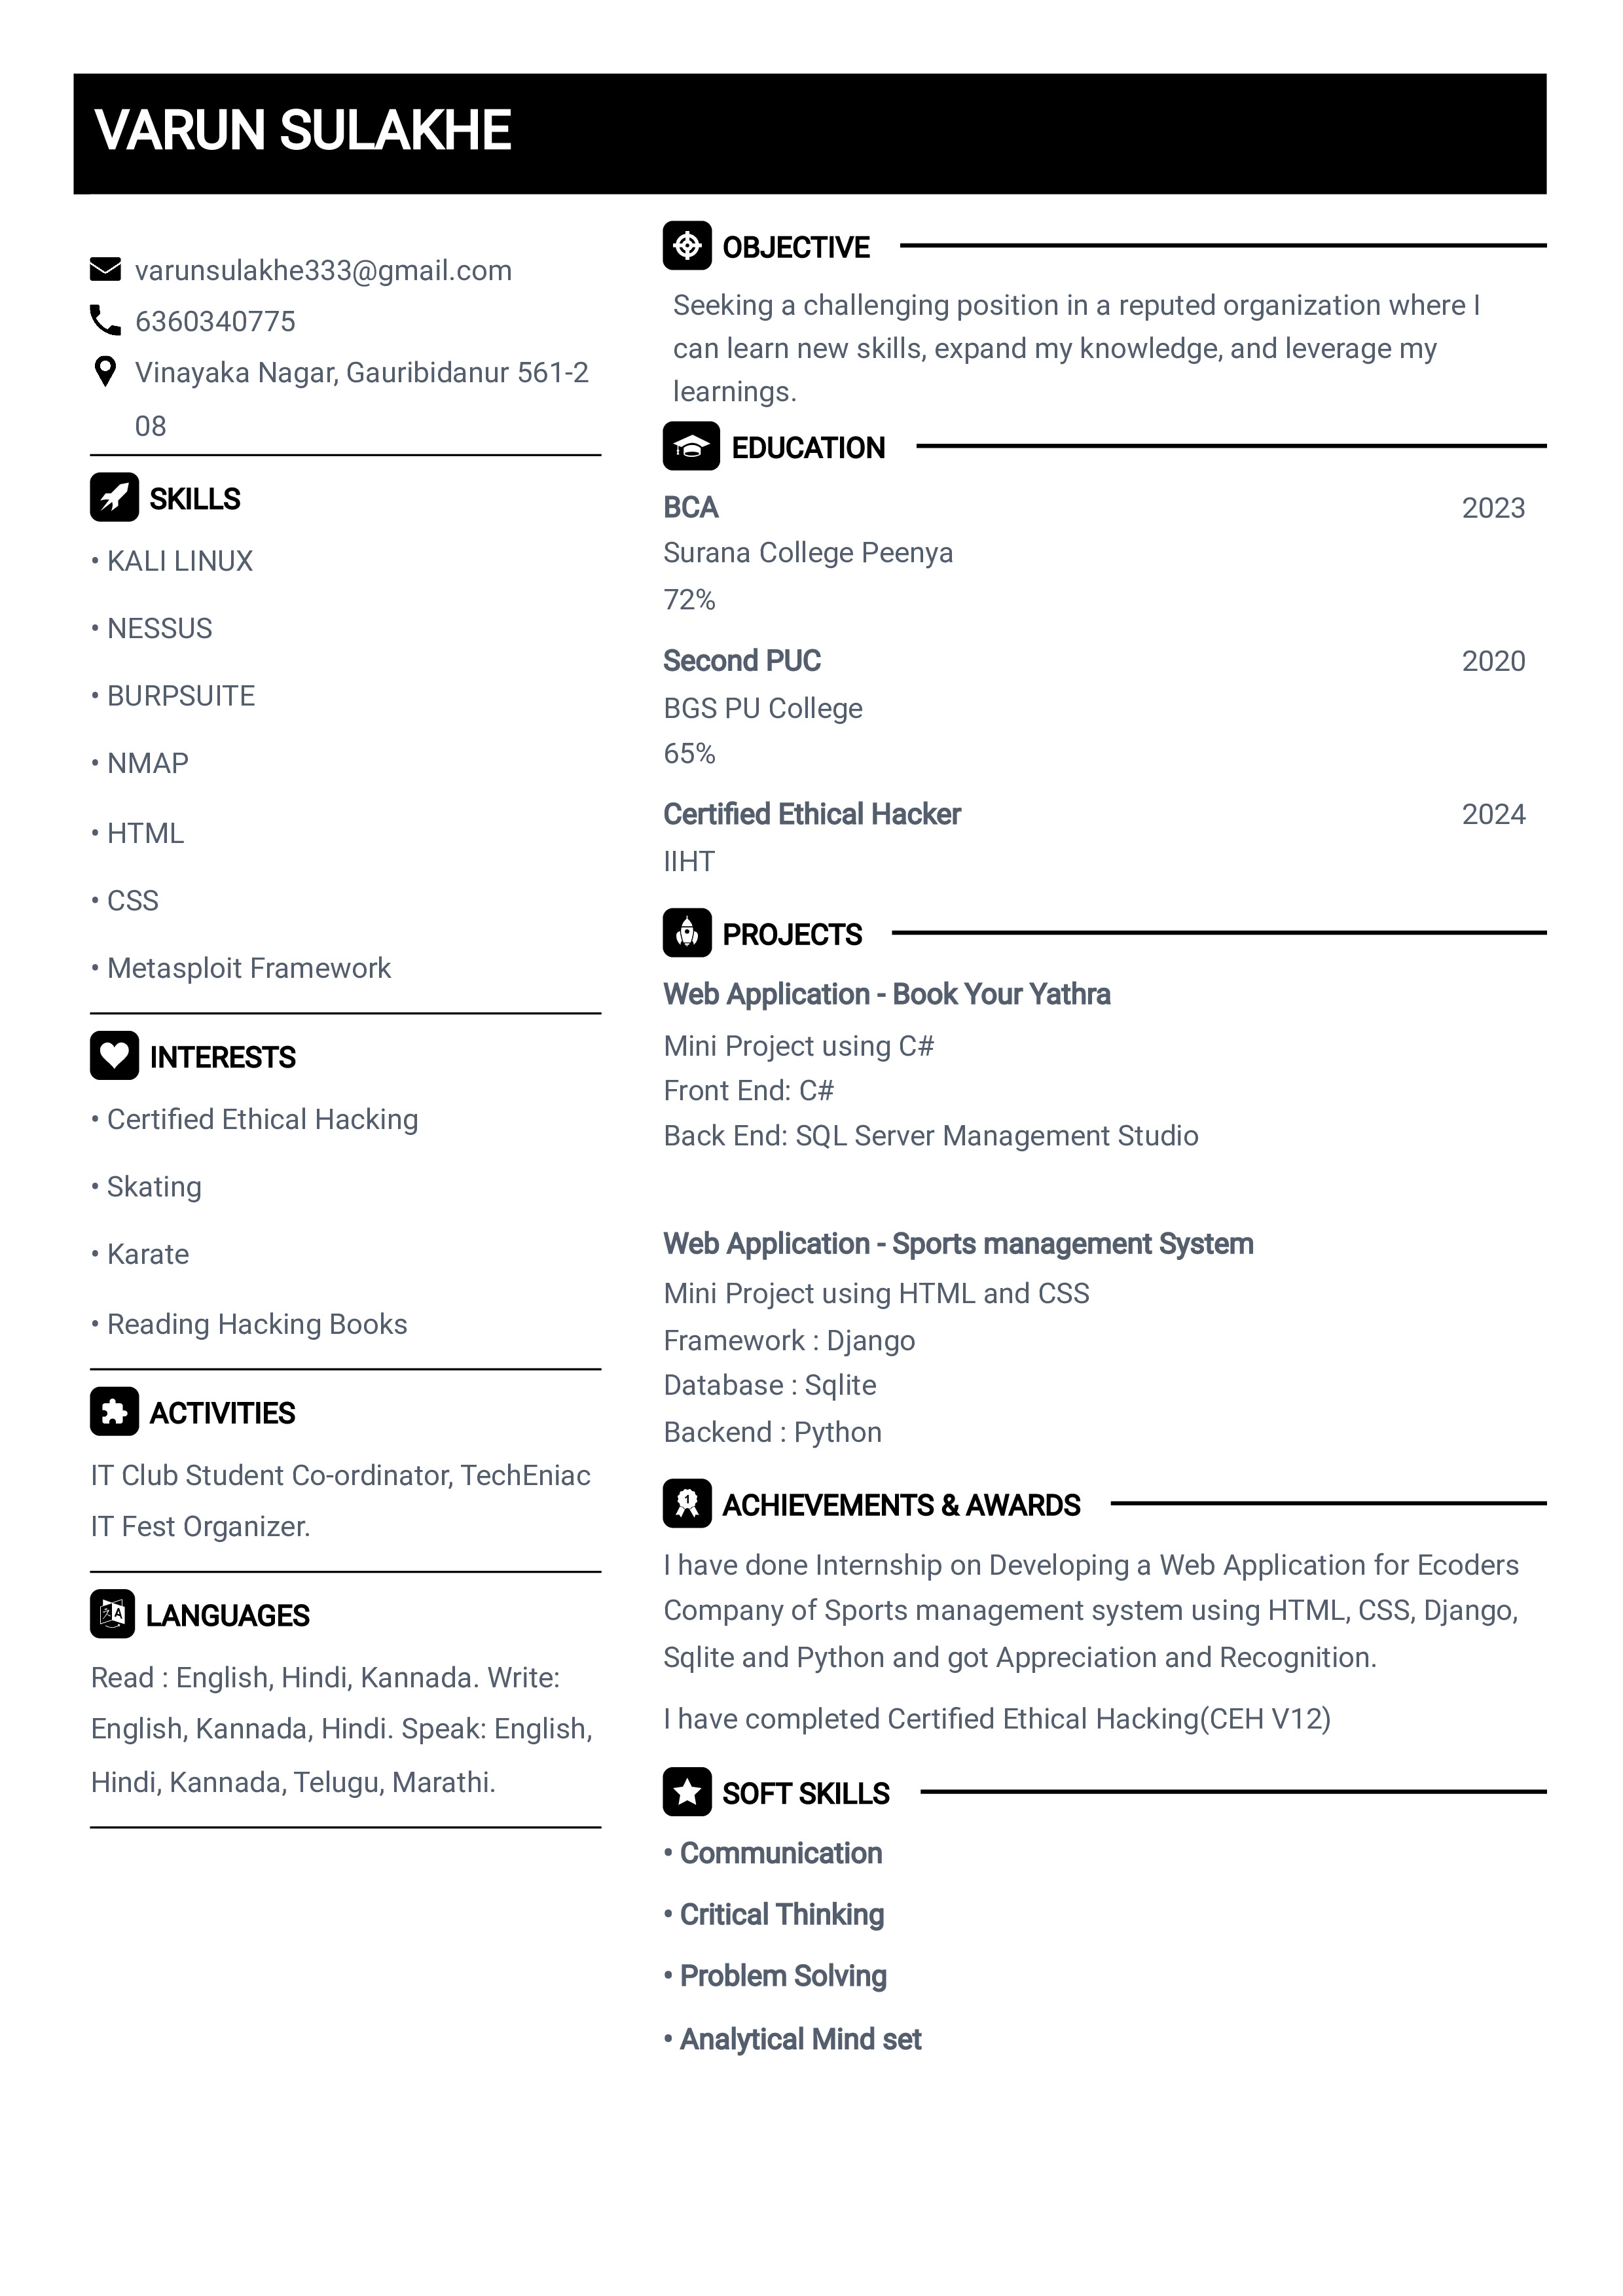 VARUN SULAKHE
varunsulakhe333@gmail.com
6360340775
Vinayaka Nagar, Gauribidanur 561-2
08
SKILLS
• KALI LINUX
• NESSUS
• BURPSUITE
• NMAP
• HTML
• CSS
• Metasploit Framework
INTERESTS
• Certified Ethical Hacking
• Skating
• Karate
• Reading Hacking Books
ACTIVITIES
IT Club Student Co-ordinator, TechEniac
IT Fest Organizer.
LANGUAGES
Read : English, Hindi, Kannada. Write:
English, Kannada, Hindi. Speak: English,
Hindi, Kannada, Telugu, Marathi.
OBJECTIVE
Seeking a challenging position in a reputed organization where I
can learn new skills, expand my knowledge, and leverage my
learnings.
EDUCATION
BCA 2023
Surana College Peenya
72%
Second PUC 2020
BGS PU College
65%
Certified Ethical Hacker 2024
IIHT
PROJECTS
Web Application - Book Your Yathra
Mini Project using C#
Front End: C#
Back End: SQL Server Management Studio
Web Application - Sports management System
Mini Project using HTML and CSS
Framework : Django
Database : Sqlite
Backend : Python
ACHIEVEMENTS & AWARDS
I have done Internship on Developing a Web Application for Ecoders
Company of Sports management system using HTML, CSS, Django,
Sqlite and Python and got Appreciation and Recognition.
I have completed Certified Ethical Hacking(CEH V12)
SOFT SKILLS
• Communication
• Critical Thinking
• Problem Solving
• Analytical Mind set